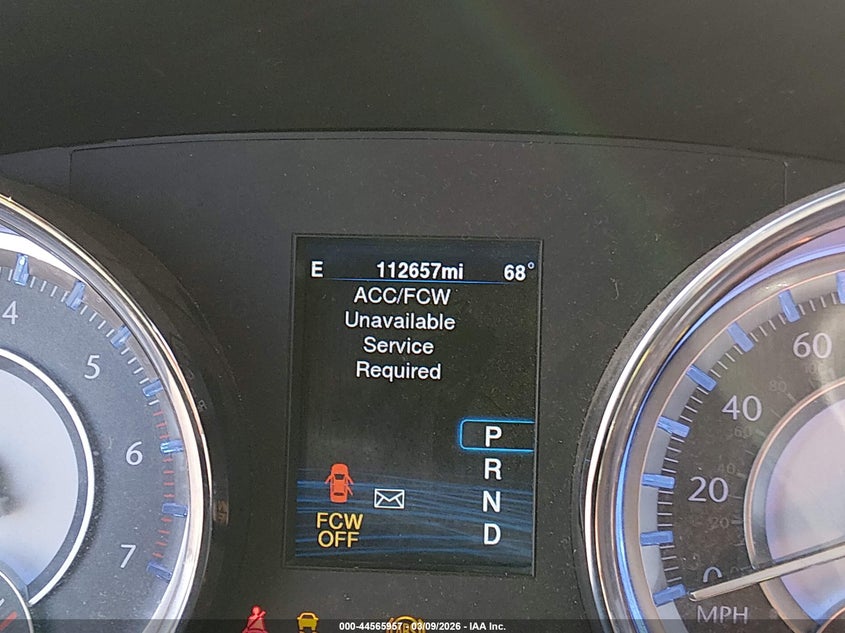 E 112657mi 68°
ACC/FCW
Unavailable
Service
Required
P
R
N
D
FCW
OFF
4
5
6
7
60
40
20
0
MPH
000-44565957 - 03/09/2026 - IAA Inc.